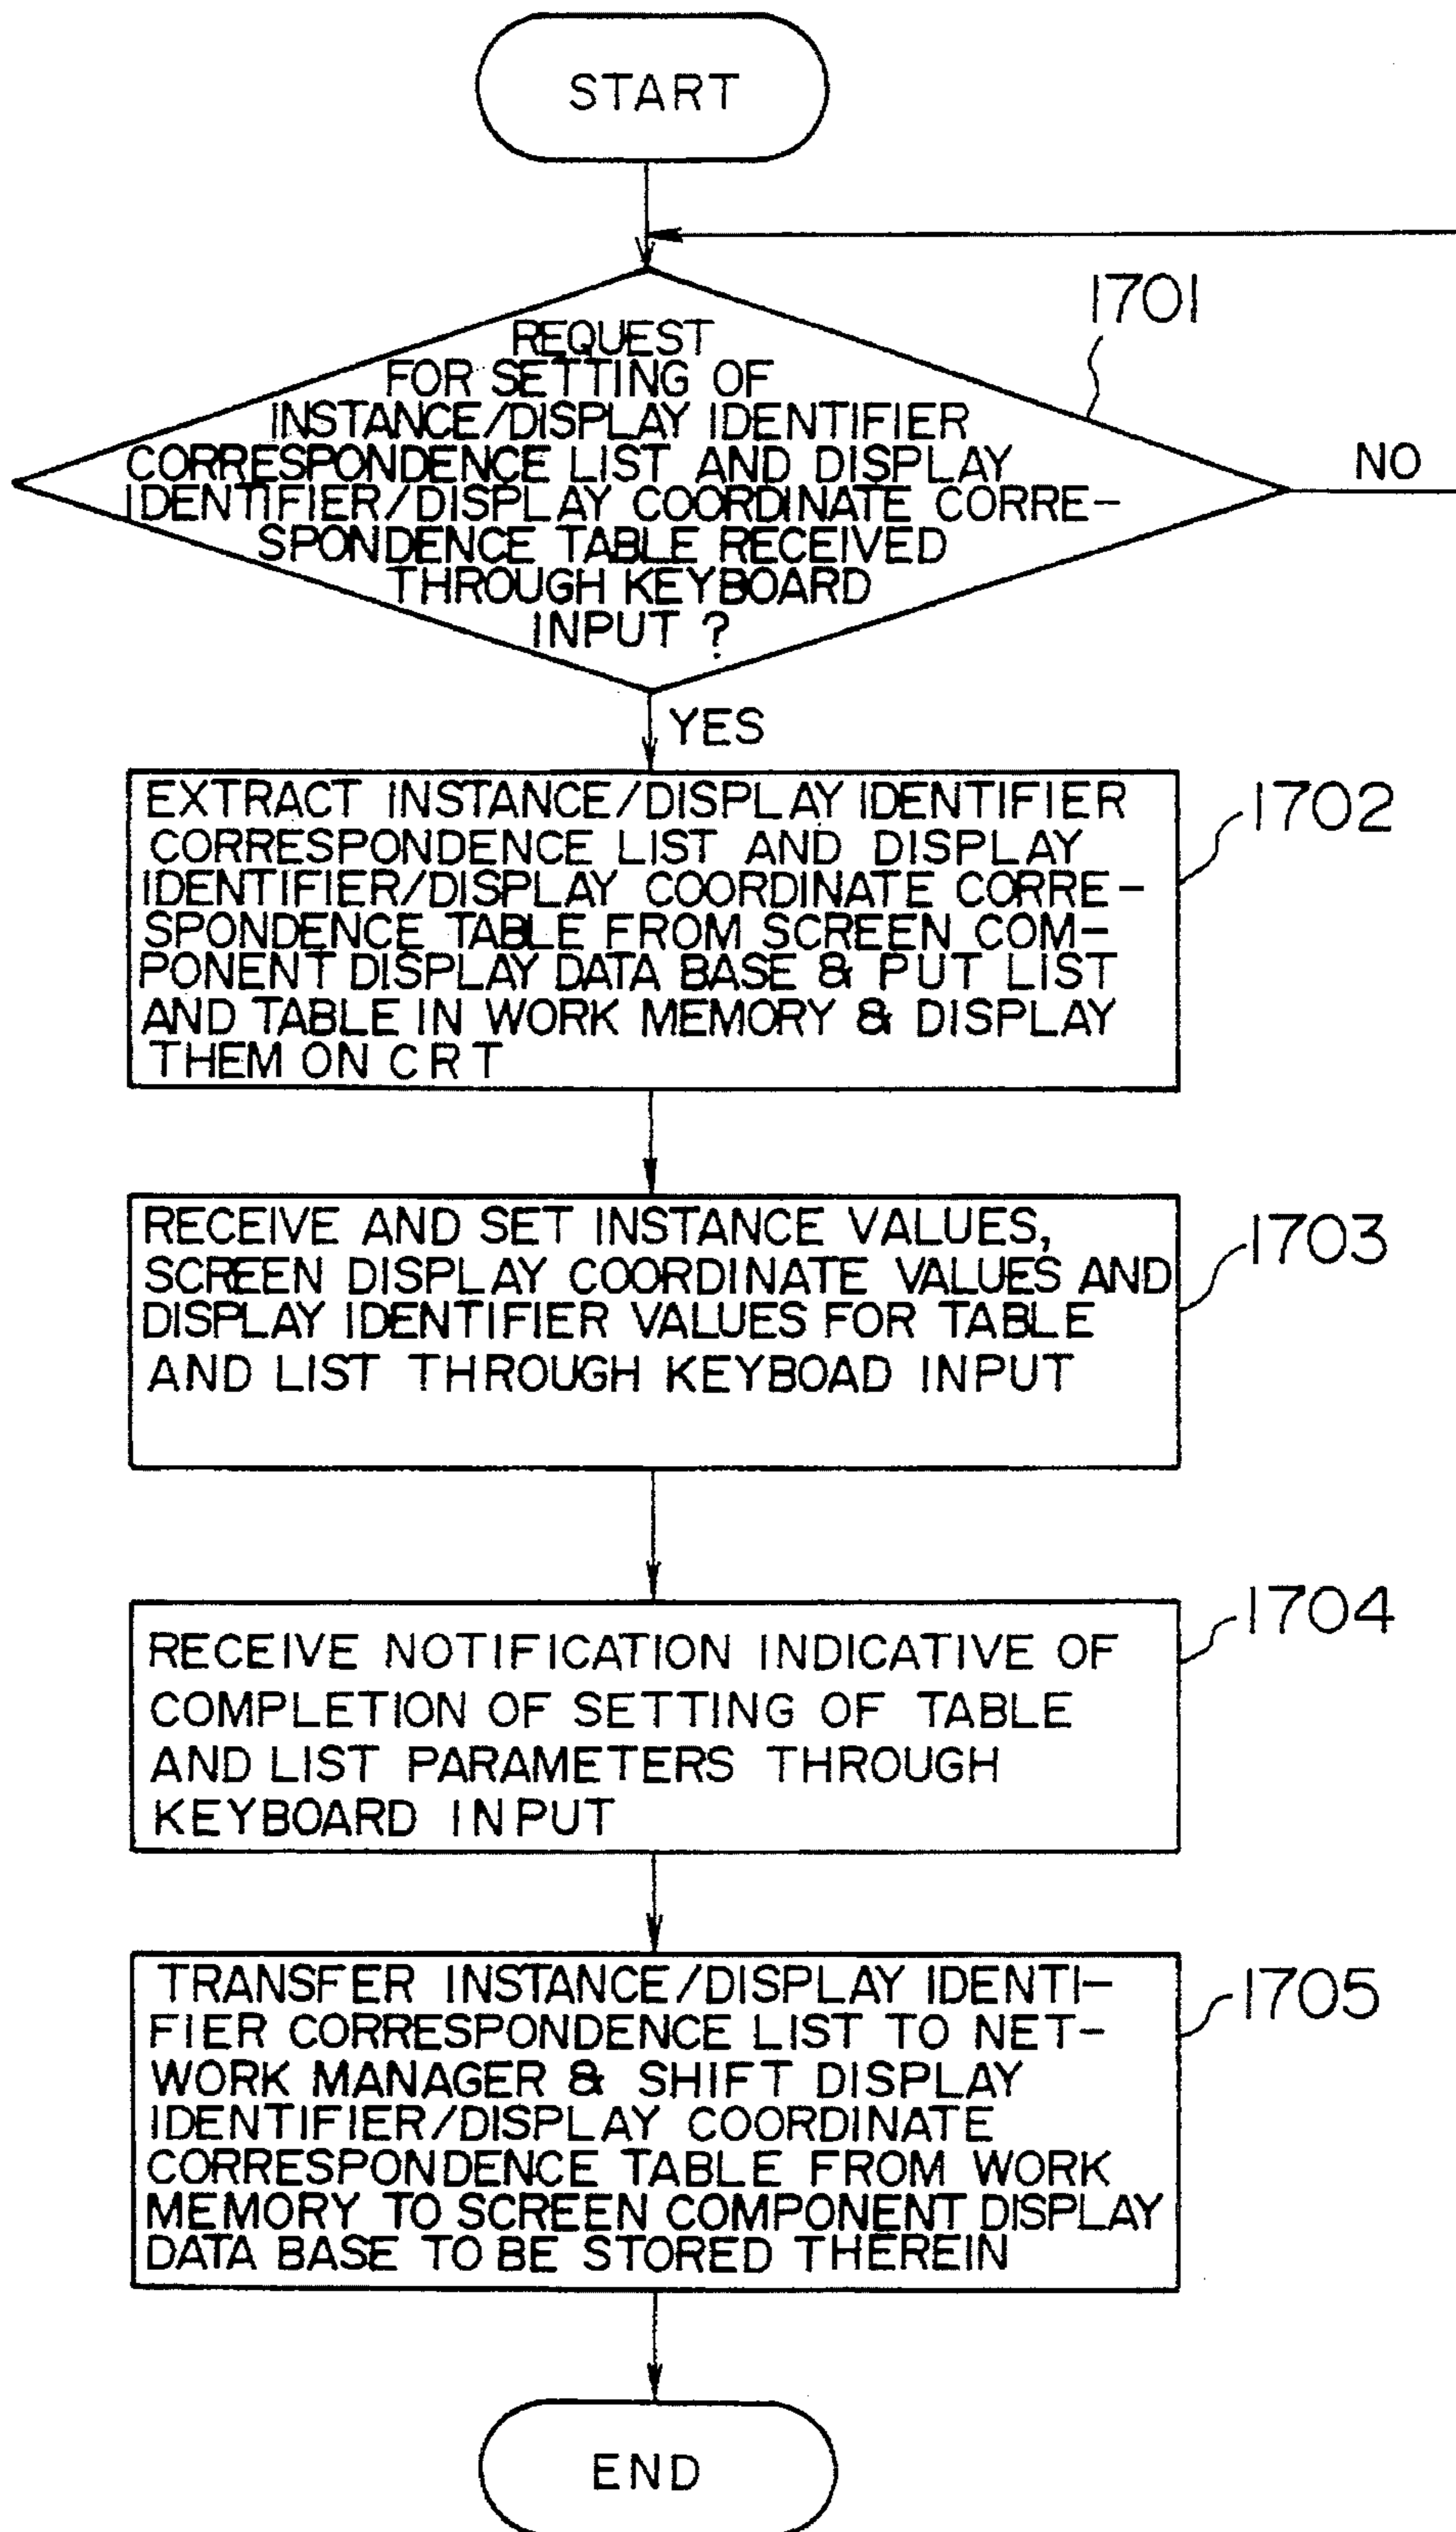 START
1701
REQUEST
FOR SETTING OF
INSTANCE/DISPLAY IDENTIFIER
CORRESPONDENCE LIST AND DISPLAY
IDENTIFIER/DISPLAY COORDINATE CORRE-
SPONDENCE TABLE RECEIVED
THROUGH KEYBOARD
INPUT ?
NO
YES
1702
EXTRACT INSTANCE/DISPLAY IDENTIFIER
CORRESPONDENCE LIST AND DISPLAY
IDENTIFIER/DISPLAY COORDINATE CORRE-
SPONDENCE TABLE FROM SCREEN COM-
PONENT DISPLAY DATA BASE & PUT LIST
AND TABLE IN WORK MEMORY & DISPLAY
THEM ON CRT
1703
RECEIVE AND SET INSTANCE VALUES,
SCREEN DISPLAY COORDINATE VALUES AND
DISPLAY IDENTIFIER VALUES FOR TABLE
AND LIST THROUGH KEYBOAD INPUT
1704
RECEIVE NOTIFICATION INDICATIVE OF
COMPLETION OF SETTING OF TABLE
AND LIST PARAMETERS THROUGH
KEYBOARD INPUT
1705
TRANSFER INSTANCE/DISPLAY IDENTI-
FIER CORRESPONDENCE LIST TO NET-
WORK MANAGER & SHIFT DISPLAY
IDENTIFIER/DISPLAY COORDINATE
CORRESPONDENCE TABLE FROM WORK
MEMORY TO SCREEN COMPONENT DISPLAY
DATA BASE TO BE STORED THEREIN
END